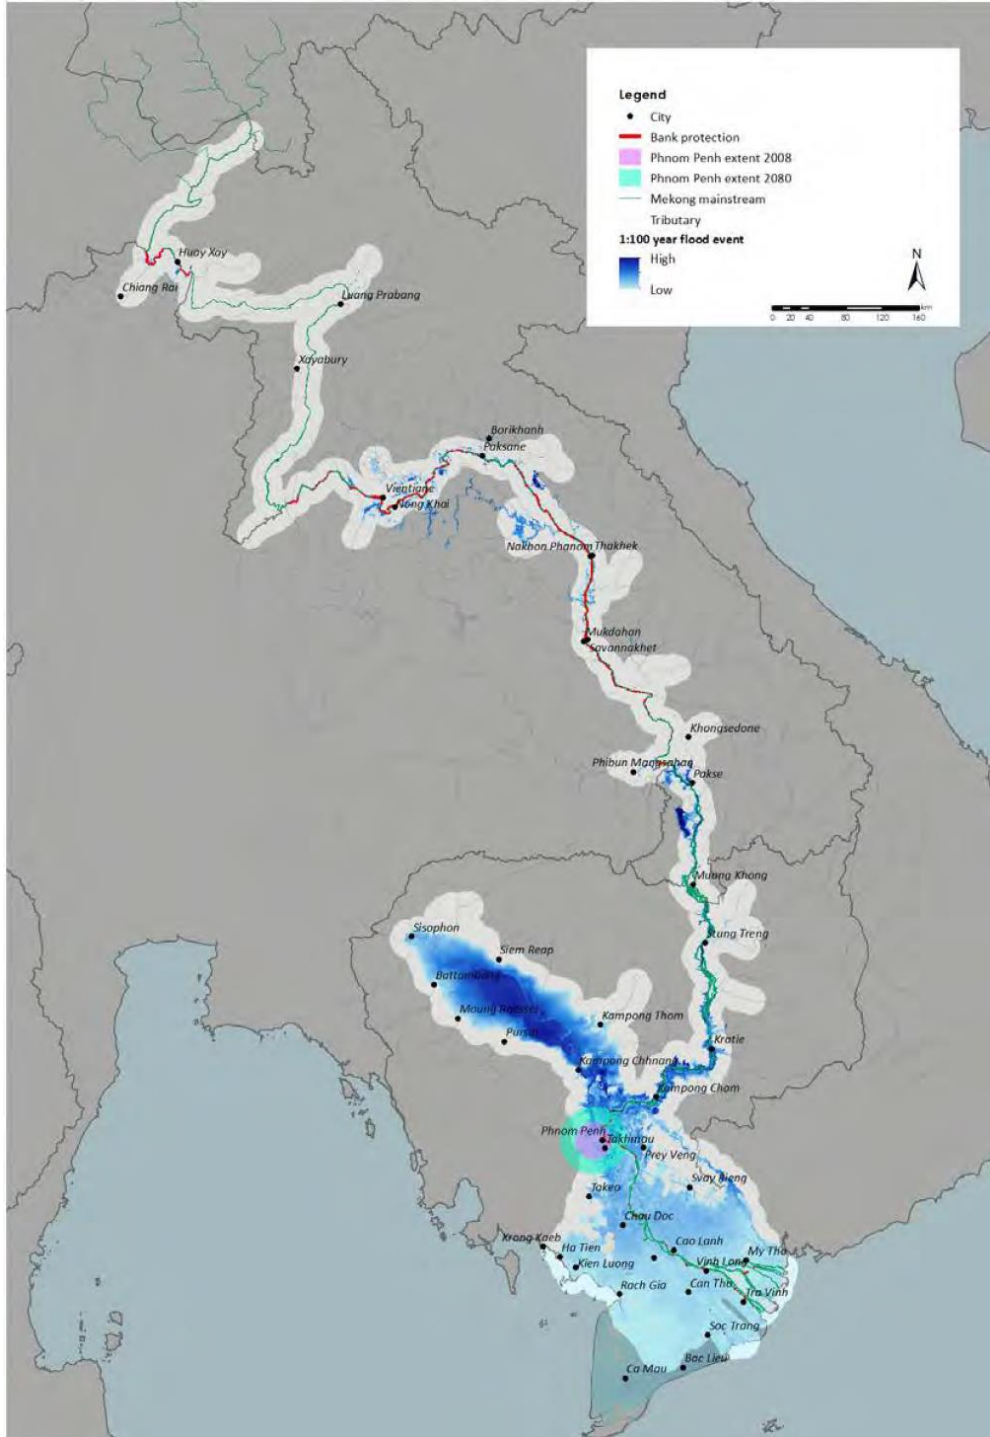 Legend
City
Bank protection
Phnom Penh extent 2008
Phnom Penh extent 2080
Mekong mainstream
Tributary
1:100 year flood event
High
Low
N
km
0 20 40 80 120 160
Huay Xay
Chiang Rai
Luang Prabang
Xayabury
Borikhanh
Paksane
Vientiane
Nong Khai
Nakhon Phanom Thakhek
Mukdahan
Savannakhet
Khongsedone
Phibun Mangsahan
Pakse
Muang Khong
Stung Treng
Sisophon
Siem Reap
Battambang
Moung Roessei
Kampong Thom
Pursat
Kratie
Kampong Chhnang
Kampong Cham
Phnom Penh
Takhmau
Prey Veng
Svay Rieng
Takeo
Chau Doc
Krong Kaeb
Cao Lanh
Ha Tien
My Tho
Kien Luong
Vinh Long
Rach Gia
Can Tho
Tra Vinh
Soc Trang
Bac Lieu
Ca Mau